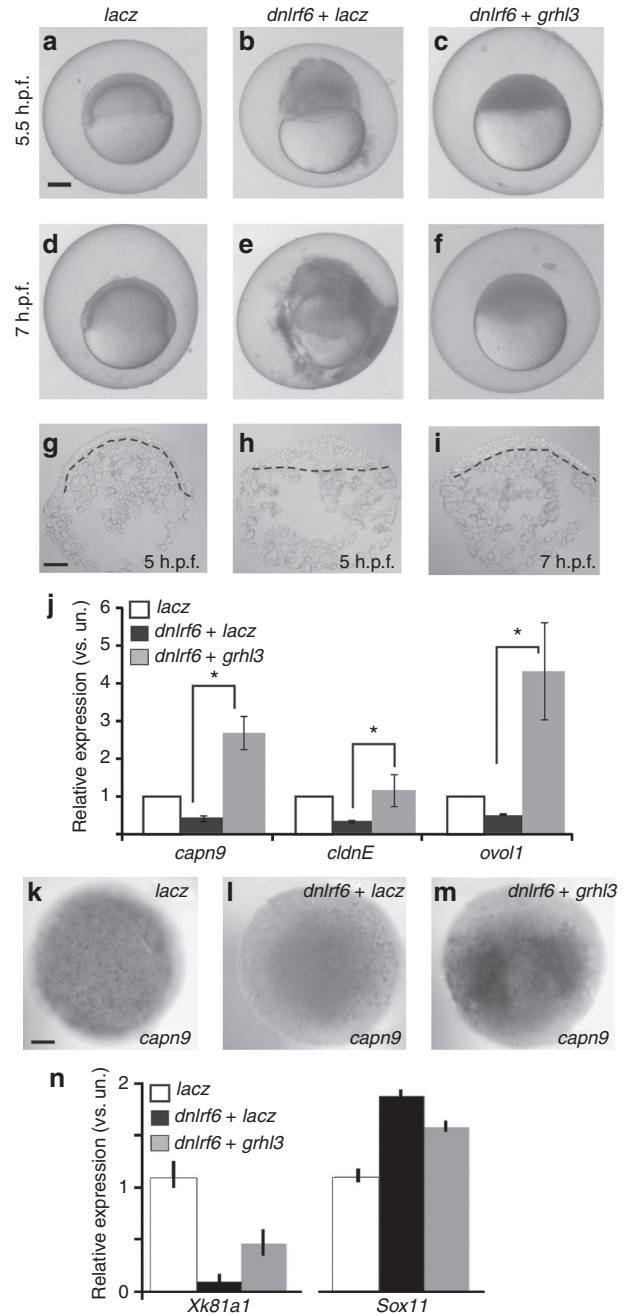 lacz
dnIrf6 + lacz
dnIrf6 + grhl3
5.5 h.p.f.
a
b
c
7 h.p.f.
d
e
f
g
5 h.p.f.
h
5 h.p.f.
i
7 h.p.f.
j
Relative expression (vs. un.)
6
5
4
3
2
1
lacz
dnIrf6 + lacz
dnIrf6 + grhl3
*
*
*
capn9
cldnE
ovol1
k
lacz
capn9
l
dnIrf6 + lacz
capn9
m
dnIrf6 + grhl3
capn9
n
Relative expression (vs. un.)
2
1
0
lacz
dnIrf6 + lacz
dnIrf6 + grhl3
Xk81a1
Sox11